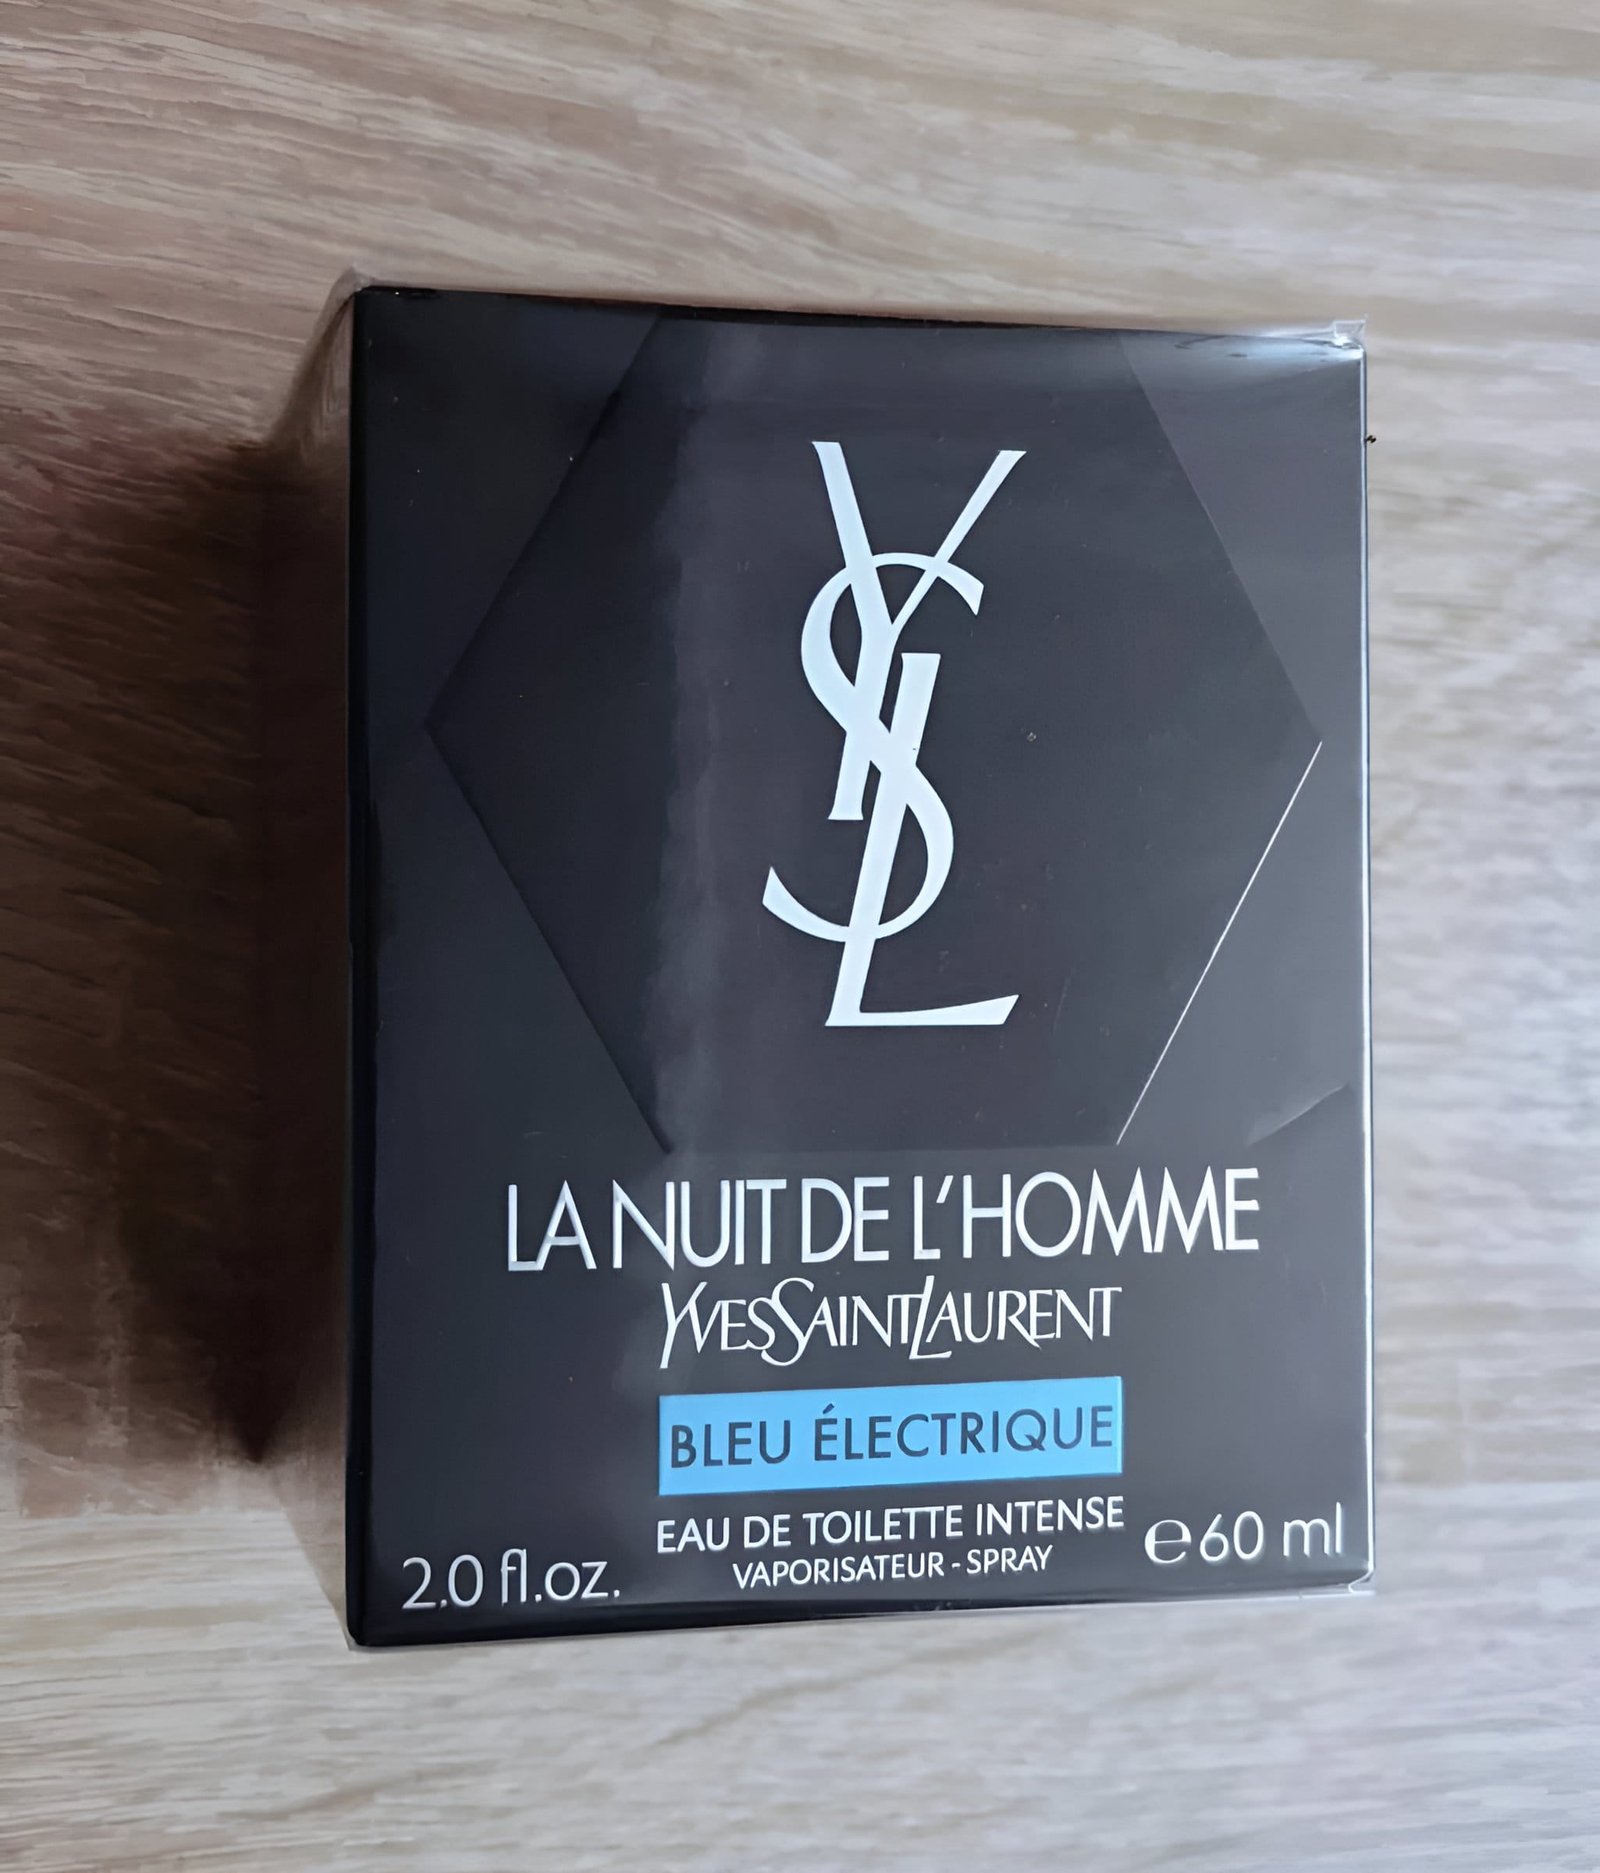 YSL
LA NUIT DE L'HOMME
YVESSAINTLAURENT
BLEU ÉLECTRIQUE
EAU DE TOILETTE INTENSE
VAPORISATEUR - SPRAY
2.0 fl.oz.
℮60 ml